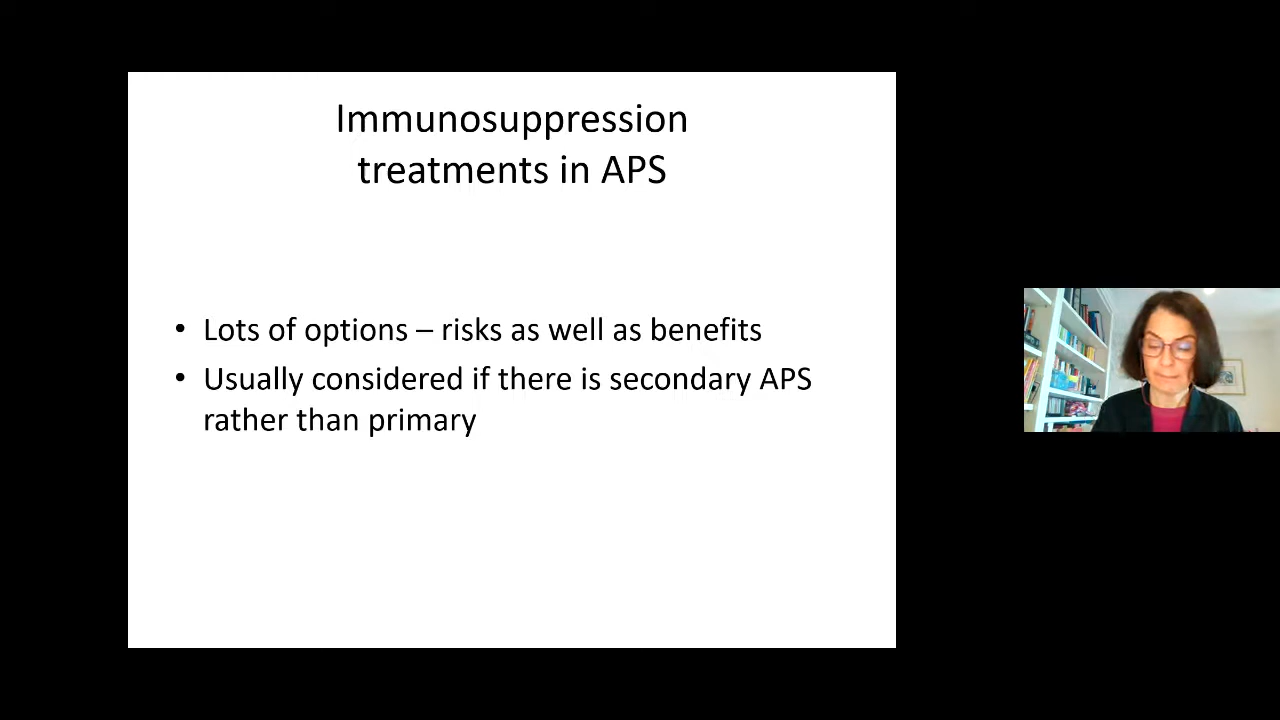 Immunosuppression
treatments in APS
• Lots of options – risks as well as benefits
• Usually considered if there is secondary APS
rather than primary